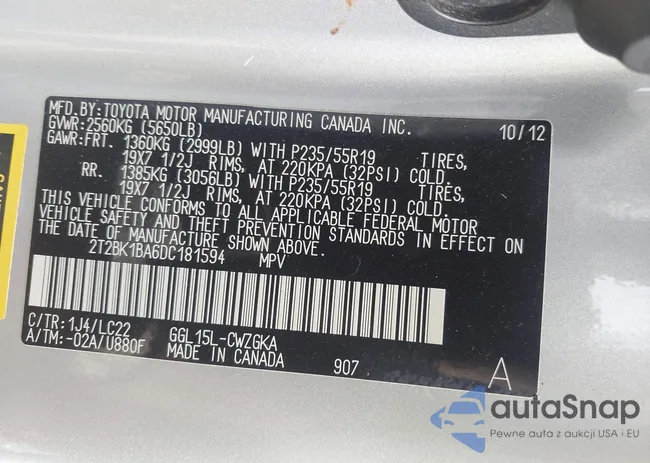 MFD.BY:TOYOTA MOTOR MANUFACTURING CANADA INC. 10/12
GVWR:2560KG (5650LB)
GAWR:FRT. 1360KG (2999LB) WITH P235/55R19 TIRES,
19X7 1/2J RIMS, AT 220KPA (32PSI) COLD.
RR. 1385KG (3056LB) WITH P235/55R19 TIRES,
19X7 1/2J RIMS, AT 220KPA (32PSI) COLD.
THIS VEHICLE CONFORMS TO ALL APPLICABLE FEDERAL MOTOR
VEHICLE SAFETY AND THEFT PREVENTION STANDARDS IN EFFECT ON
THE DATE OF MANUFACTURE SHOWN ABOVE.
2T2BK1BA6DC181594 MPV
C/TR:1J4/LC22 GGL15L-CWZGKA
A/TM:-02A/U880F MADE IN CANADA 907 A
autaSnap
Pewne auta z aukcji USA i EU